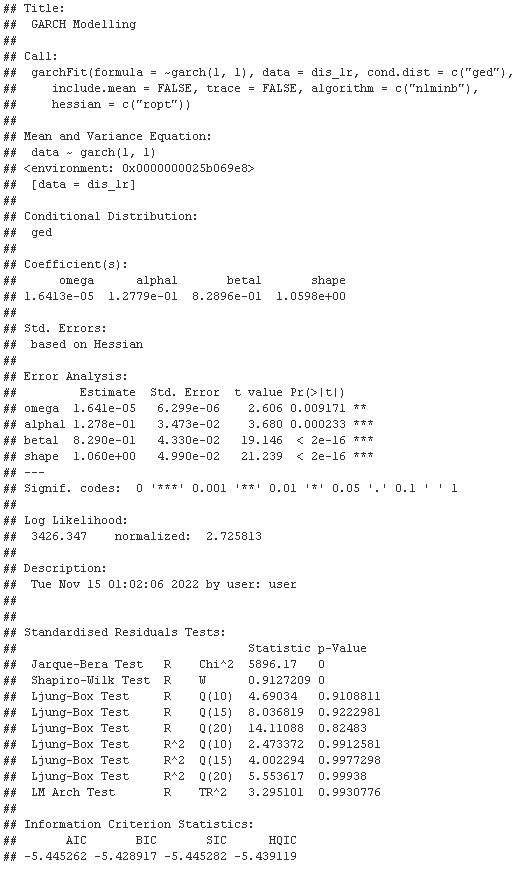 ## Title:
##  GARCH Modelling
##
## Call:
##  garchFit(formula = ~garch(1, 1), data = dis_lr, cond.dist = c("ged"),
##     include.mean = FALSE, trace = FALSE, algorithm = c("nlminb"),
##     hessian = c("ropt"))
##
## Mean and Variance Equation:
##  data ~ garch(1, 1)
## <environment: 0x0000000025b069e8>
##  [data = dis_lr]
##
## Conditional Distribution:
##  ged
##
## Coefficient(s):
##      omega      alpha1       beta1       shape
## 1.6413e-05  1.2779e-01  8.2896e-01  1.0598e+00
##
## Std. Errors:
##  based on Hessian
##
## Error Analysis:
##         Estimate  Std. Error  t value Pr(>|t|)
## omega  1.641e-05   6.299e-06    2.606 0.009171 **
## alpha1 1.278e-01   3.473e-02    3.680 0.000233 ***
## beta1  8.290e-01   4.330e-02   19.146  < 2e-16 ***
## shape  1.060e+00   4.990e-02   21.239  < 2e-16 ***
## ---
## Signif. codes:  0 '***' 0.001 '**' 0.01 '*' 0.05 '.' 0.1 ' ' 1
##
## Log Likelihood:
##  3426.347    normalized:  2.725813
##
## Description:
##  Tue Nov 15 01:02:06 2022 by user: user
##
##
## Standardised Residuals Tests:
##                                 Statistic p-Value
##  Jarque-Bera Test   R    Chi^2  5896.17   0
##  Shapiro-Wilk Test  R    W      0.9127209 0
##  Ljung-Box Test     R    Q(10)  4.69034   0.9108811
##  Ljung-Box Test     R    Q(15)  8.036819  0.9222981
##  Ljung-Box Test     R    Q(20)  14.11088  0.82483
##  Ljung-Box Test     R^2  Q(10)  2.473372  0.9912581
##  Ljung-Box Test     R^2  Q(15)  4.002294  0.9977298
##  Ljung-Box Test     R^2  Q(20)  5.553617  0.99938
##  LM Arch Test       R    TR^2   3.295101  0.9930776
##
## Information Criterion Statistics:
##       AIC       BIC       SIC      HQIC
## -5.445262 -5.428917 -5.445282 -5.439119